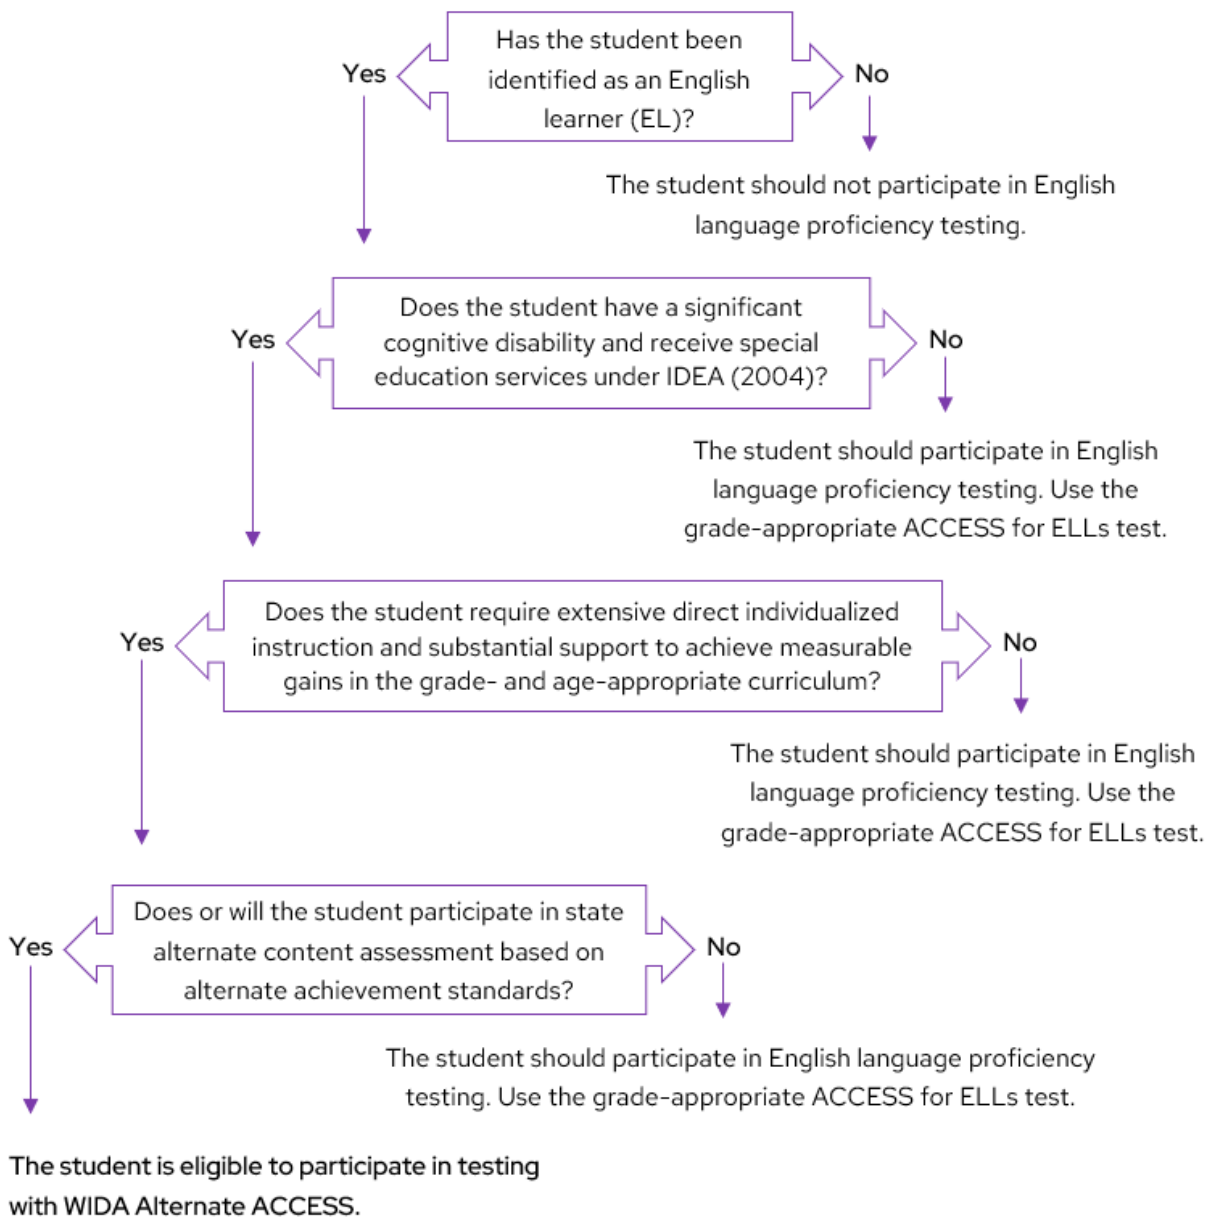 Has the student been
identified as an English
learner (EL)?
Yes
No
The student should not participate in English
language proficiency testing.
Does the student have a significant
cognitive disability and receive special
education services under IDEA (2004)?
Yes
No
The student should participate in English
language proficiency testing. Use the
grade-appropriate ACCESS for ELLs test.
Does the student require extensive direct individualized
instruction and substantial support to achieve measurable
gains in the grade- and age-appropriate curriculum?
Yes
No
The student should participate in English
language proficiency testing. Use the
grade-appropriate ACCESS for ELLs test.
Does or will the student participate in state
alternate content assessment based on
alternate achievement standards?
Yes
No
The student should participate in English language proficiency
testing. Use the grade-appropriate ACCESS for ELLs test.
The student is eligible to participate in testing
with WIDA Alternate ACCESS.